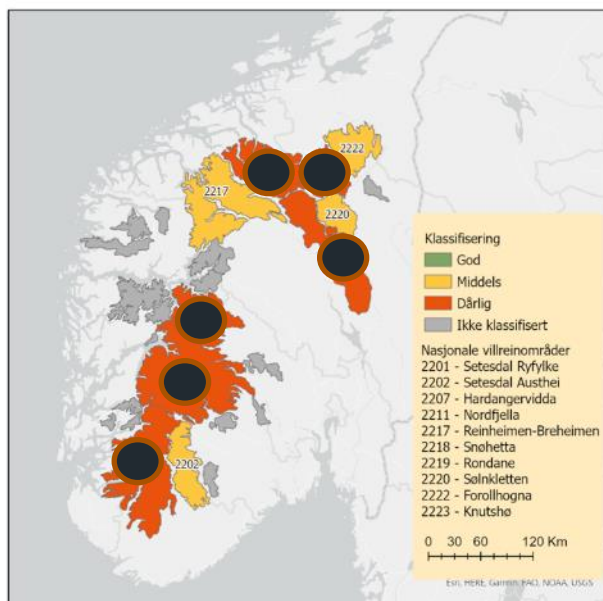 2222
2217
2220
2202
Klassifisering
God
Middels
Dårlig
Ikke klassifisert
Nasjonale villreinområder
2201 - Setesdal Ryfylke
2202 - Setesdal Austhei
2207 - Hardangervidda
2211 - Nordfjella
2217 - Reinheimen-Breheimen
2218 - Snøhetta
2219 - Rondane
2220 - Sølnkletten
2222 - Forollhogna
2223 - Knutshø
0 30 60 120 Km
Esri, HERE, Garmin, FAO, NOAA, USGS